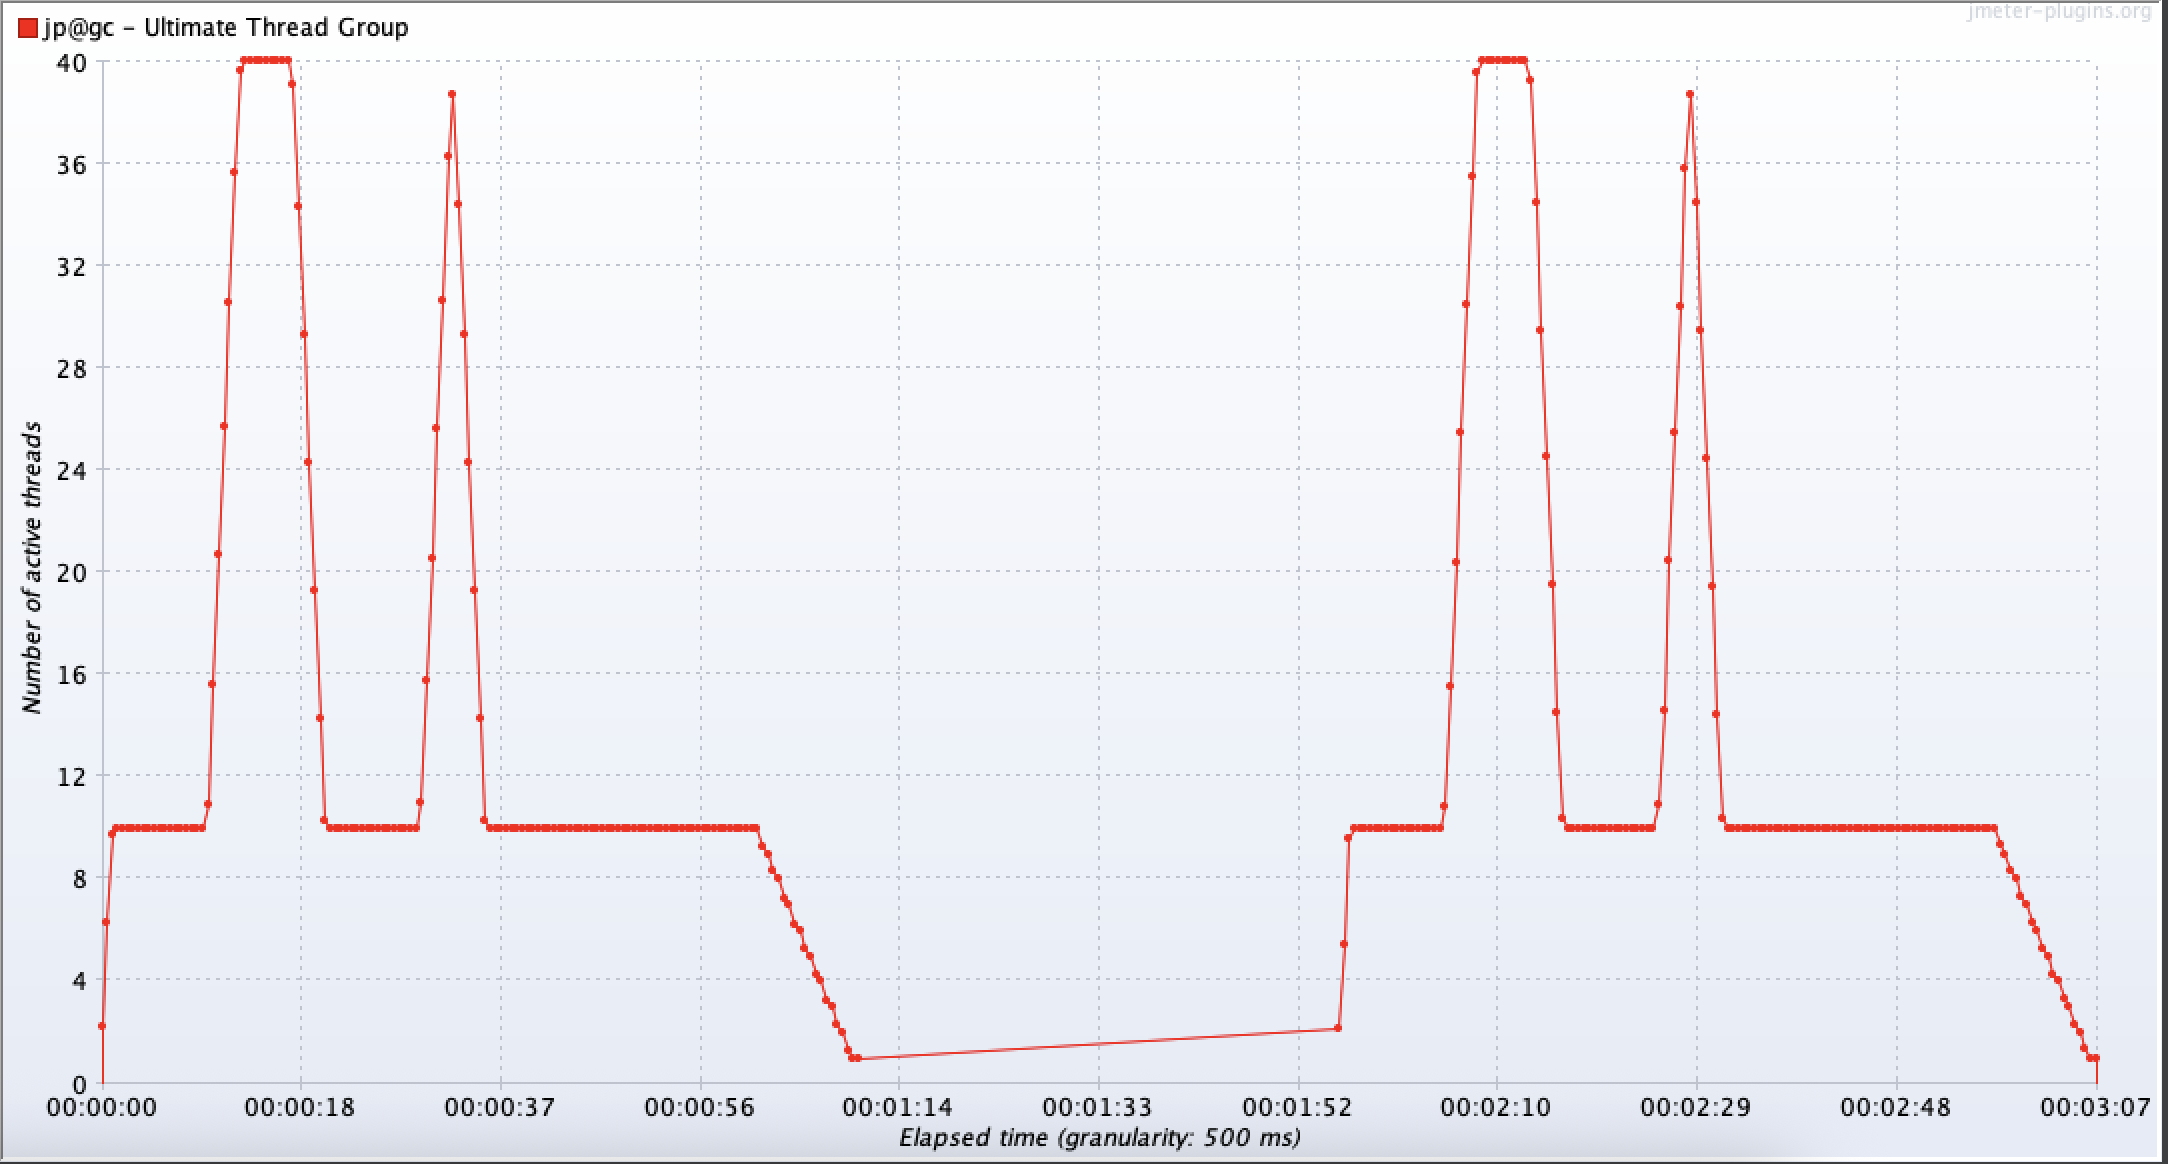 jmeter-plugins.org
jp@gc - Ultimate Thread Group
40
36
32
28
24
20
16
12
8
4
0
Number of active threads
00:00:00 00:00:18 00:00:37 00:00:56 00:01:14 00:01:33 00:01:52 00:02:10 00:02:29 00:02:48 00:03:07
Elapsed time (granularity: 500 ms)